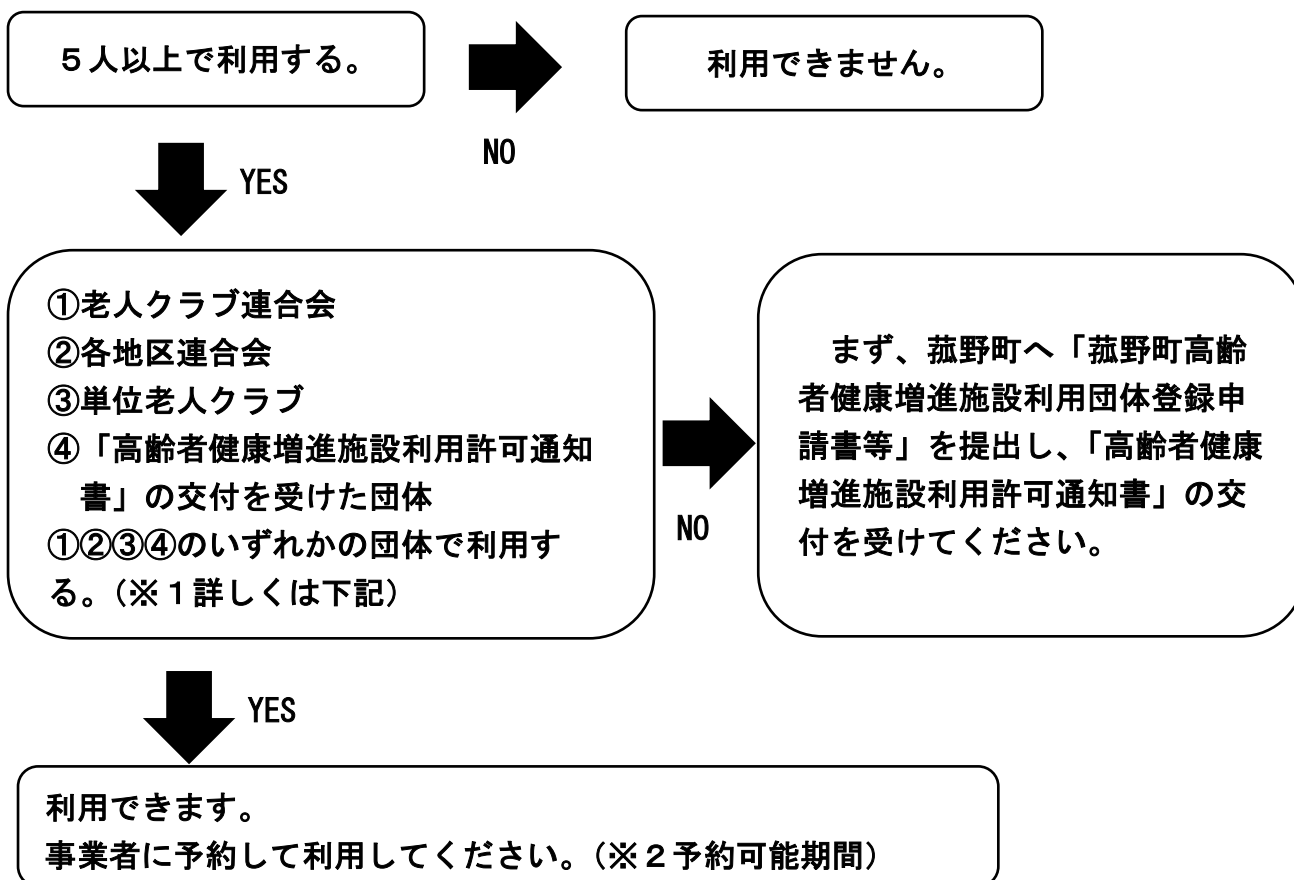 ５人以上で利用する。
利用できません。
NO
YES
①老人クラブ連合会
②各地区連合会
③単位老人クラブ
④「高齢者健康増進施設利用許可通知
書」の交付を受けた団体
①②③④のいずれかの団体で利用す
る。（※１詳しくは下記）
NO
まず、菰野町へ「菰野町高齢
者健康増進施設利用団体登録申
請書等」を提出し、「高齢者健康
増進施設利用許可通知書」の交
付を受けてください。
YES
利用できます。
事業者に予約して利用してください。（※２予約可能期間）